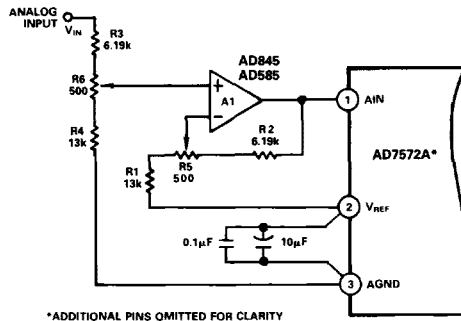 ANALOG
INPUT
VIN
R3
6.19k
R6
500
R4
13k
AD845
AD585
+
A1
−
R2
6.19k
R5
500
R1
13k
1
AIN
AD7572A*
2
VREF
0.1µF
10µF
3
AGND
*ADDITIONAL PINS OMITTED FOR CLARITY